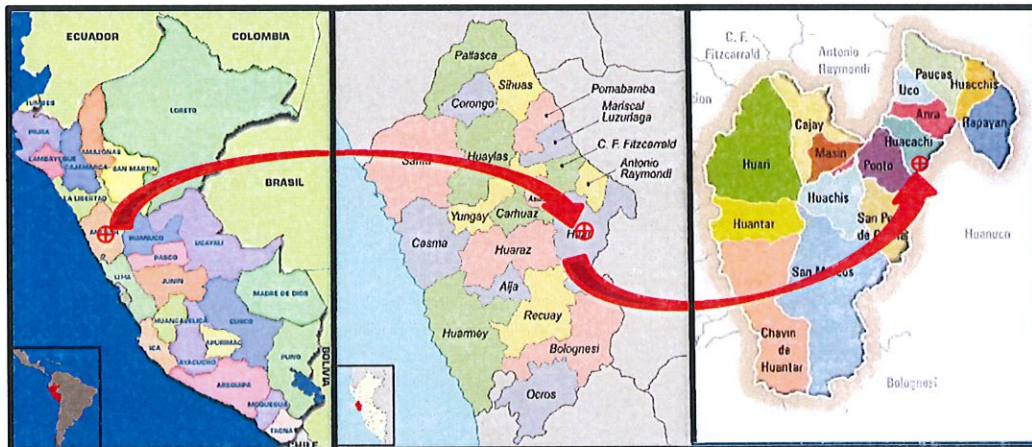 ECUADOR
COLOMBIA
TUMBES
PIURA
LORETO
AMAZONAS
LAMBAYEQUE
CAJAMARCA
SAN MARTIN
LA LIBERTAD
BRASIL
HUANUCO
UCAYALI
PASCO
LIMA
JUNIN
MADRE DE DIOS
HUANCAVELICA
CUSCO
ICA
APURIMAC
AYACUCHO
PUNO
AREQUIPA
BOLIVIA
MOQUEGUA
TACNA
CHILE
Pallasca
Sihuas
Corongo
Pomabamba
Mariscal
Luzuriaga
C. F. Fitzcarrald
Antonio
Raymondi
Santa
Huaylas
Yungay
Carhuaz
Casma
Huaraz
Aija
Recuay
Huarmey
Bolognesi
Ocros
C. F.
Fitzcarrald
Antonio
Raymondi
cion
Paucas
Huacchis
Uco
Cajay
Anra
Rapayan
Huari
Masin
Huacachi
Ponto
Huachis
Huantar
San Marcos
Huanuco
Chavin
de
Huantar
Bolognesi